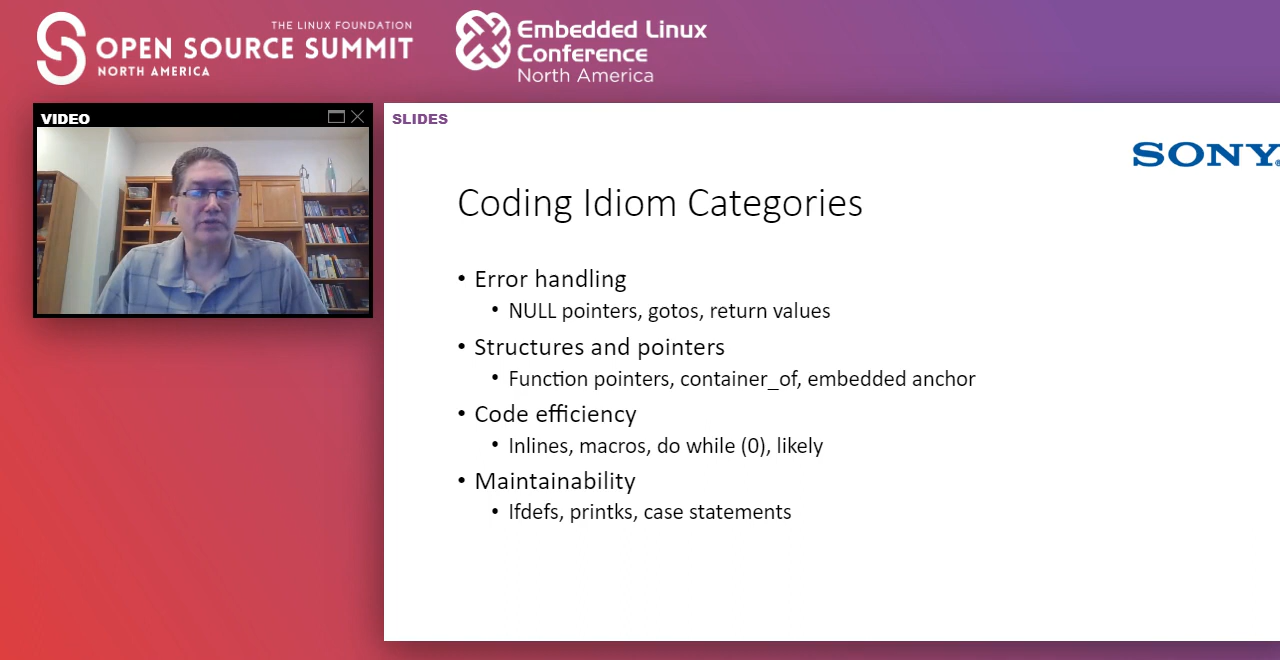 THE LINUX FOUNDATION
OPEN SOURCE SUMMIT
NORTH AMERICA
Embedded Linux
Conference
North America
VIDEO
SLIDES
SONY
Coding Idiom Categories
• Error handling
• NULL pointers, gotos, return values
• Structures and pointers
• Function pointers, container_of, embedded anchor
• Code efficiency
• Inlines, macros, do while (0), likely
• Maintainability
• Ifdefs, printks, case statements